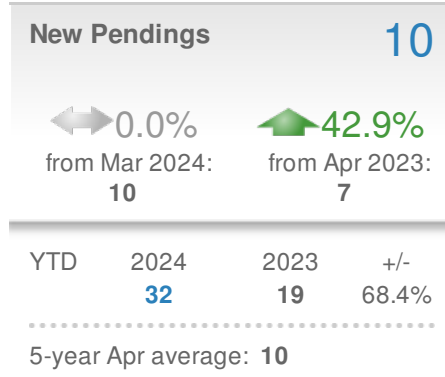 New Pendings 10
0.0% 42.9%
from Mar 2024: from Apr 2023:
10 7
YTD 2024 2023 +/-
32 19 68.4%
5-year Apr average: 10